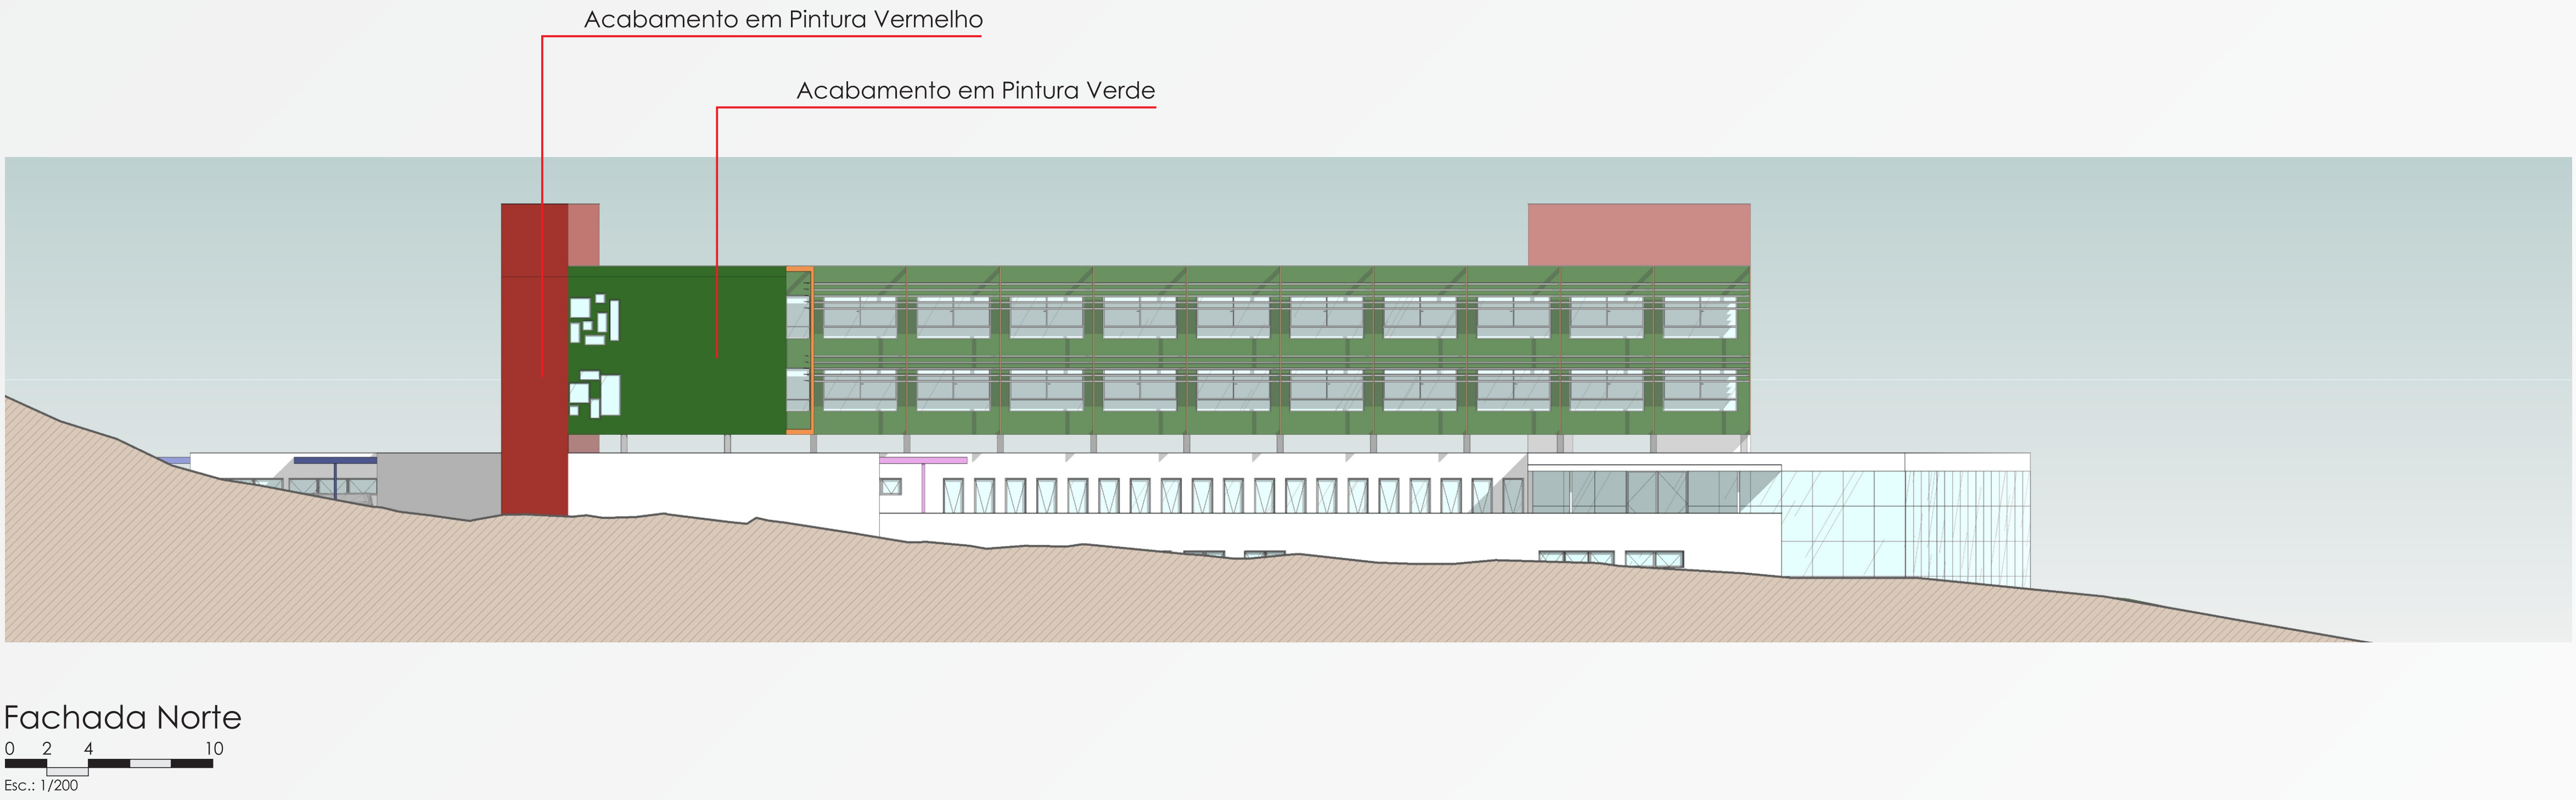 Acabamento em Pintura Vermelho
Acabamento em Pintura Verde
Fachada Norte
0 2 4 10
Esc.: 1/200